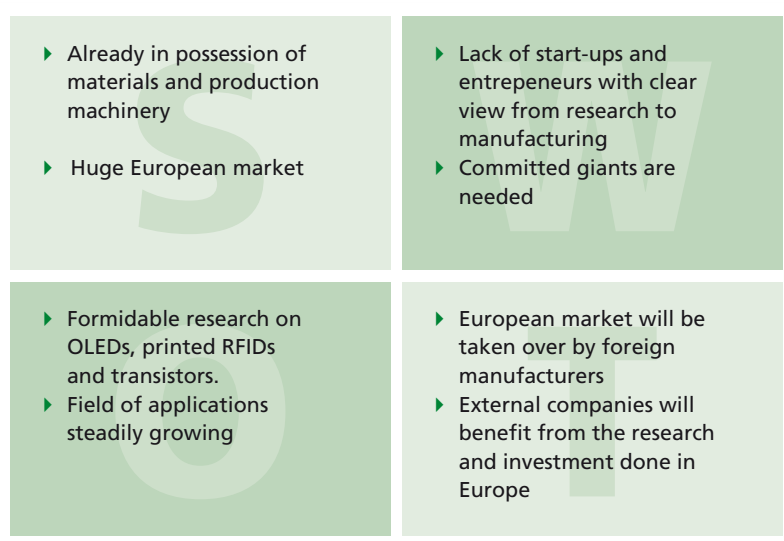 S
Already in possession of
materials and production
machinery
Huge European market
W
Lack of start-ups and
entrepeneurs with clear
view from research to
manufacturing
Committed giants are
needed
O
Formidable research on
OLEDs, printed RFIDs
and transistors.
Field of applications
steadily growing
T
European market will be
taken over by foreign
manufacturers
External companies will
benefit from the research
and investment done in
Europe